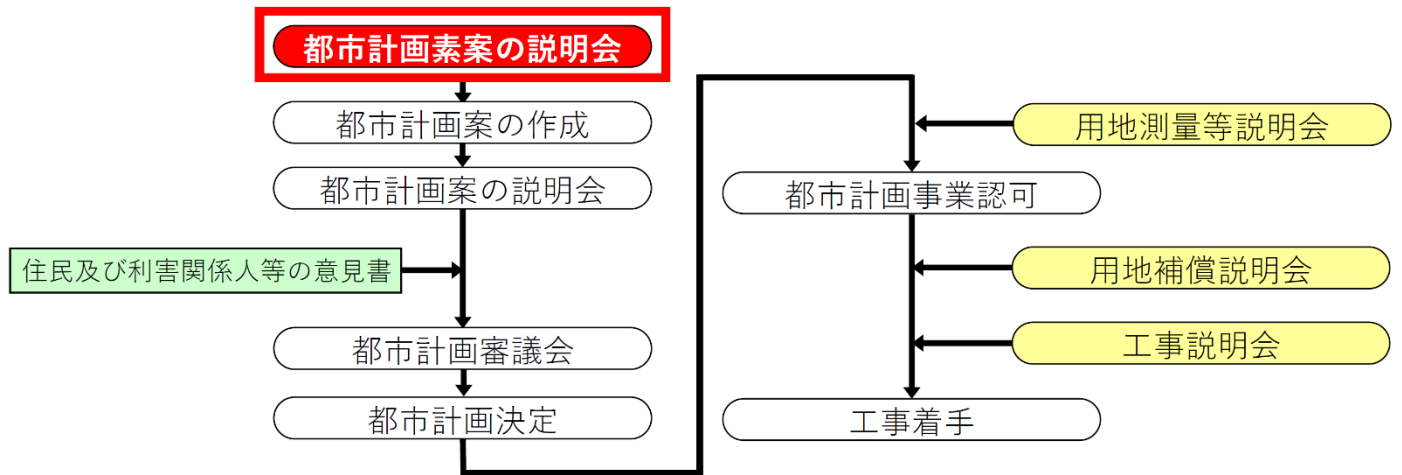 都市計画素案の説明会
都市計画案の作成
都市計画案の説明会
住民及び利害関係人等の意見書
都市計画審議会
都市計画決定
用地測量等説明会
都市計画事業認可
用地補償説明会
工事説明会
工事着手